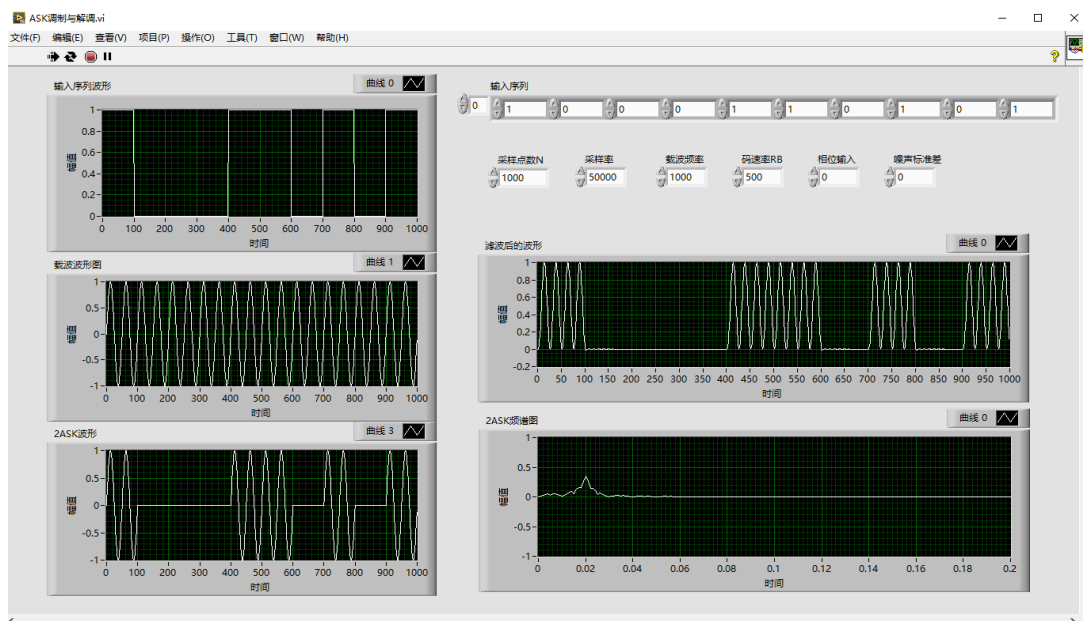 ASK调制与解调.vi
文件(F) 编辑(E) 查看(V) 项目(P) 操作(O) 工具(T) 窗口(W) 帮助(H)
输入序列波形
曲线 0
幅值
1
0.8
0.6
0.4
0.2
0
0 100 200 300 400 500 600 700 800 900 1000
时间
载波波形图
曲线 1
幅值
1
0.5
0
-0.5
-1
0 100 200 300 400 500 600 700 800 900 1000
时间
2ASK波形
曲线 3
幅值
1
0.5
0
-0.5
-1
0 100 200 300 400 500 600 700 800 900 1000
时间
输入序列
0 1 0 0 0 1 1 0 1 0 1
采样点数N 采样率 载波频率 码速率RB 相位输入 噪声标准差
1000 50000 1000 500 0 0
滤波后的波形
曲线 0
幅值
1
0.8
0.6
0.4
0.2
0
-0.2
0 50 100 150 200 250 300 350 400 450 500 550 600 650 700 750 800 850 900 950 1000
时间
2ASK频谱图
曲线 0
幅值
1
0.5
0
-0.5
-1
0 0.02 0.04 0.06 0.08 0.1 0.12 0.14 0.16 0.18 0.2
时间